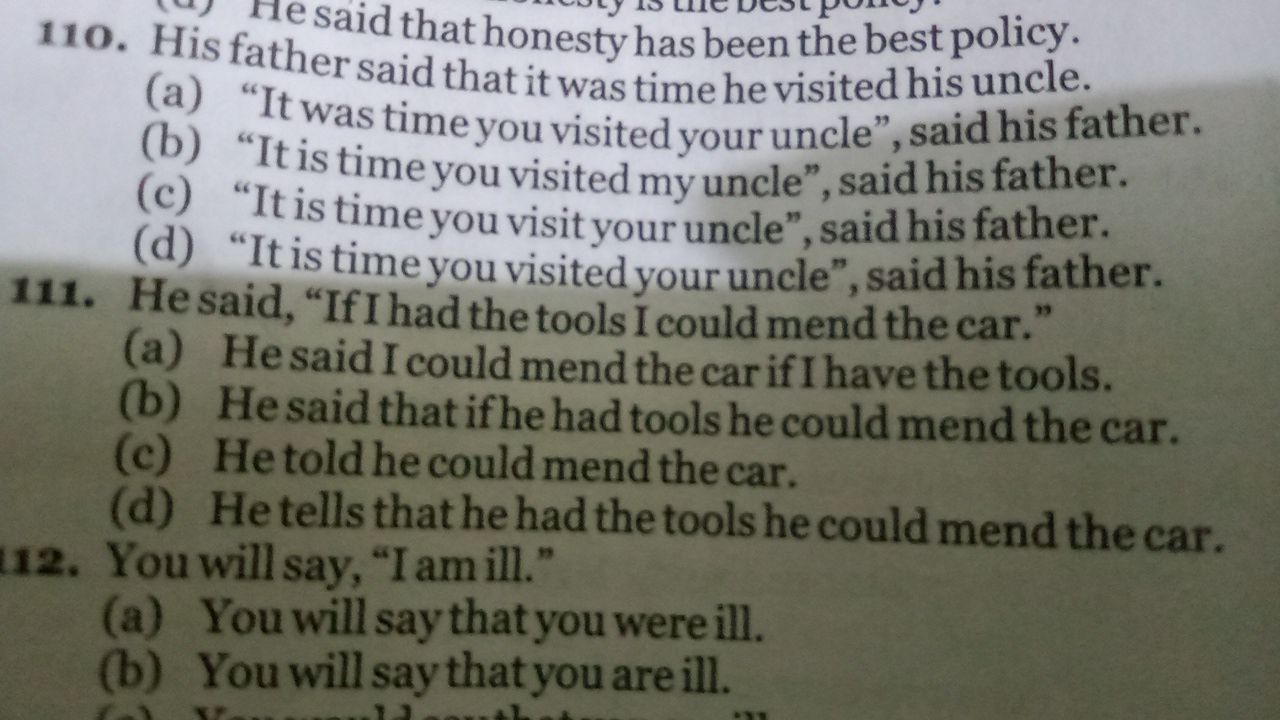 He said that honesty has been the best policy.
110. His father said that it was time he visited his uncle.
(a) “It was time you visited your uncle”, said his father.
(b) “It is time you visited my uncle”, said his father.
(c) “It is time you visit your uncle”, said his father.
(d) “It is time you visited your uncle”, said his father.
111. He said, “If I had the tools I could mend the car.”
(a) He said I could mend the car if I have the tools.
(b) He said that if he had tools he could mend the car.
(c) He told he could mend the car.
(d) He tells that he had the tools he could mend the car.
112. You will say, “I am ill.”
(a) You will say that you were ill.
(b) You will say that you are ill.